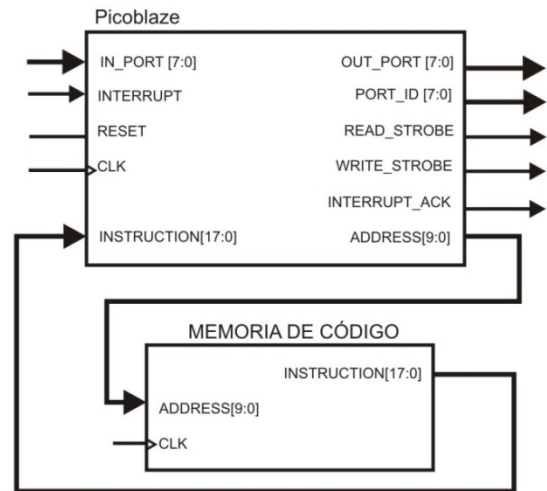 Picoblaze
IN_PORT [7:0]
OUT_PORT [7:0]
INTERRUPT
PORT_ID [7:0]
RESET
READ_STROBE
CLK
WRITE_STROBE
INTERRUPT_ACK
INSTRUCTION[17:0]
ADDRESS[9:0]
MEMORIA DE CÓDIGO
INSTRUCTION[17:0]
ADDRESS[9:0]
CLK